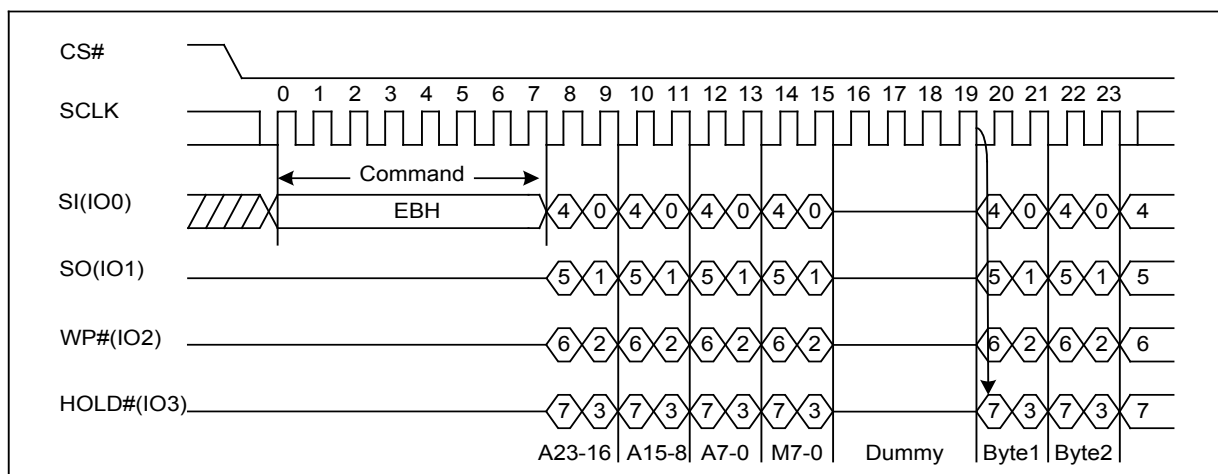 CS#
0 1 2 3 4 5 6 7 8 9 10 11 12 13 14 15 16 17 18 19 20 21 22 23
SCLK
Command
SI(IO0) EBH 4 0 4 0 4 0 4 0 4 0 4 0 4
SO(IO1) 5 1 5 1 5 1 5 1 5 1 5 1 5
WP#(IO2) 6 2 6 2 6 2 6 2 6 2 6 2 6
HOLD#(IO3) 7 3 7 3 7 3 7 3 7 3 7 3 7
A23-16 A15-8 A7-0 M7-0 Dummy Byte1 Byte2